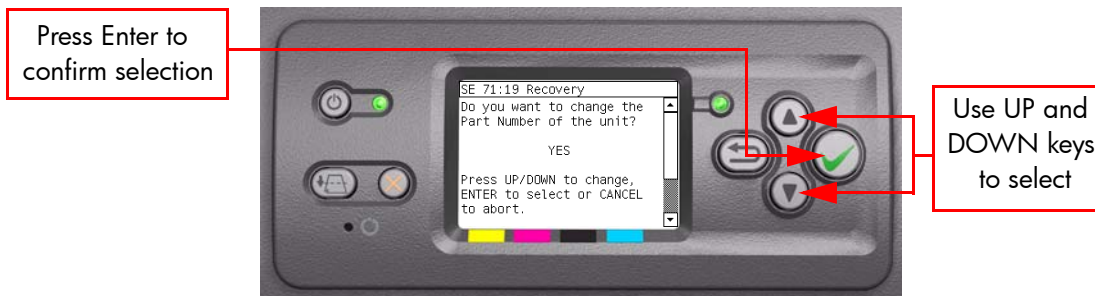 Press Enter to
confirm selection
SE 71:19 Recovery
Do you want to change the
Part Number of the unit?
YES
Press UP/DOWN to change,
ENTER to select or CANCEL
to abort.
Use UP and
DOWN keys
to select